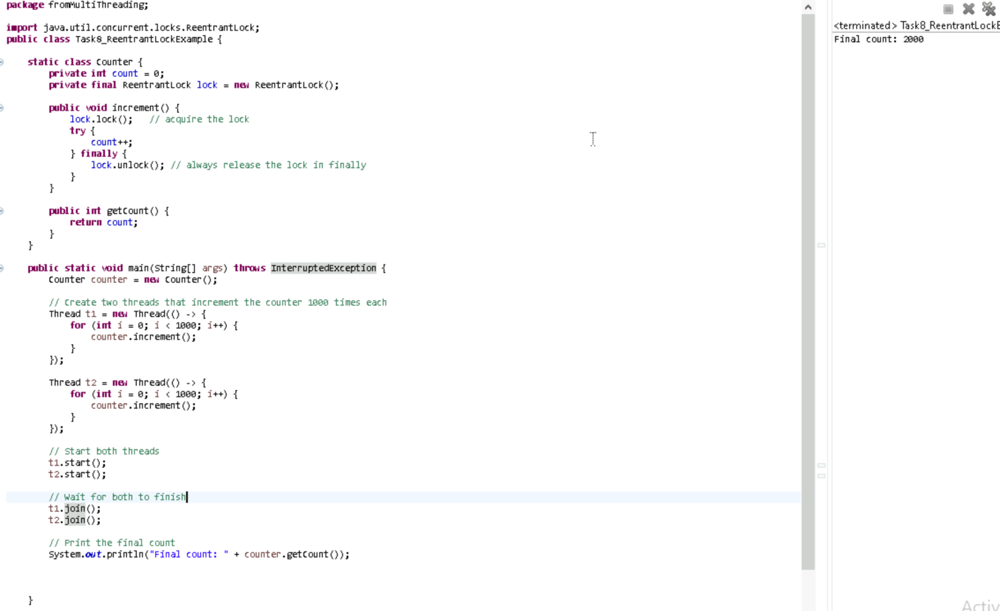 package fromMultiThreading;
import java.util.concurrent.locks.ReentrantLock;
public class Task8_ReentrantLockExample {
static class Counter {
private int count = 0;
private final ReentrantLock lock = new ReentrantLock();
public void increment() {
lock.lock();   // acquire the lock
try {
count++;
} finally {
lock.unlock(); // always release the lock in finally
}
}
public int getCount() {
return count;
}
}
public static void main(String[] args) throws InterruptedException {
Counter counter = new Counter();
// Create two threads that increment the counter 1000 times each
Thread t1 = new Thread(() -> {
for (int i = 0; i < 1000; i++) {
counter.increment();
}
});
Thread t2 = new Thread(() -> {
for (int i = 0; i < 1000; i++) {
counter.increment();
}
});
// Start both threads
t1.start();
t2.start();
// Wait for both to finish
t1.join();
t2.join();
// Print the final count
System.out.println("Final count: " + counter.getCount());
}
<terminated> Task8_ReentrantLockE
Final count: 2000
Activ